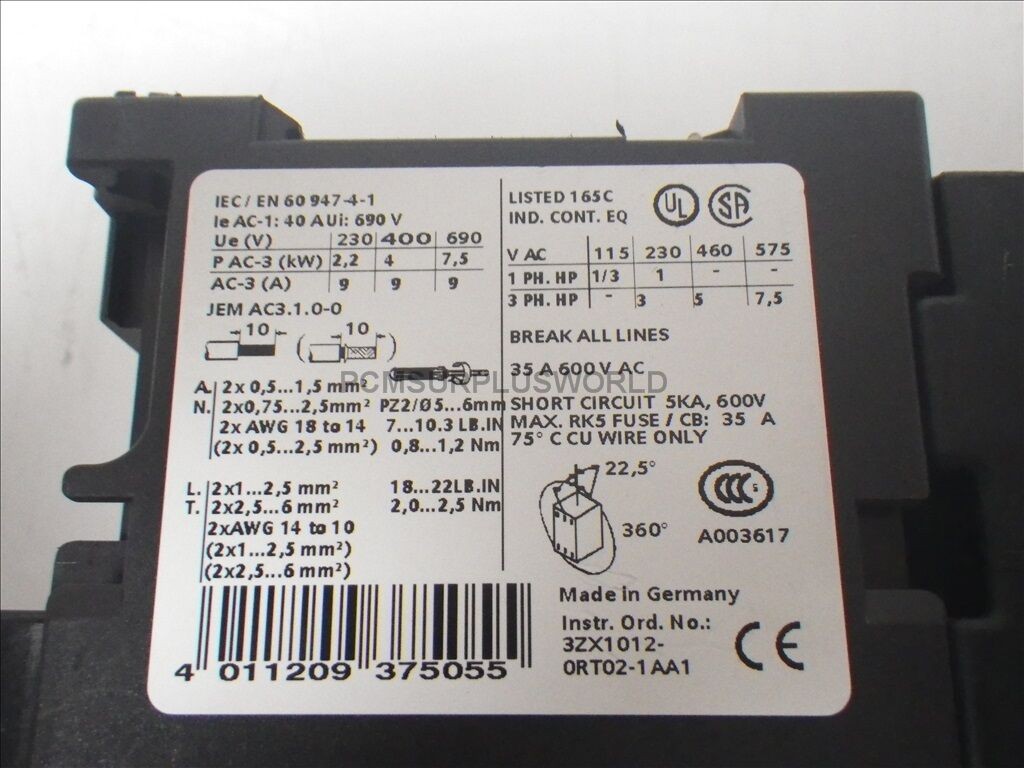 IEC/ EN 60 947-4-1
Ie AC-1: 40 A Ui: 690 V
Ue (V) 230 400 690
P AC-3 (kW) 2,2 4 7,5
AC-3 (A) 9 9 9
JEM AC3.1.0-0
10 ( 10 )
A. 2x 0,5...1,5 mm²
N. 2x0,75...2,5mm² PZ2/Ø5...6mm
2x AWG 18 to 14 7...10.3 LB.IN
(2x 0,5...2,5 mm²) 0,8...1,2 Nm
L. 2x1...2,5 mm² 18...22LB.IN
T. 2x2,5...6 mm² 2,0...2,5 Nm
2xAWG 14 to 10
(2x1...2,5 mm²)
(2x2,5...6 mm²)
4 011209 375055
LISTED 165C
IND. CONT. EQ
UL SA
V AC 115 230 460 575
1 PH. HP 1/3 1 - -
3 PH. HP - 3 5 7,5
BREAK ALL LINES
35 A 600 V AC
SHORT CIRCUIT 5KA, 600V
MAX. RK5 FUSE / CB: 35 A
75° C CU WIRE ONLY
22,5°
360°
CCC S
A003617
Made in Germany
Instr. Ord. No.:
3ZX1012-
0RT02-1AA1
CE
PCMSURPLUSWORLD